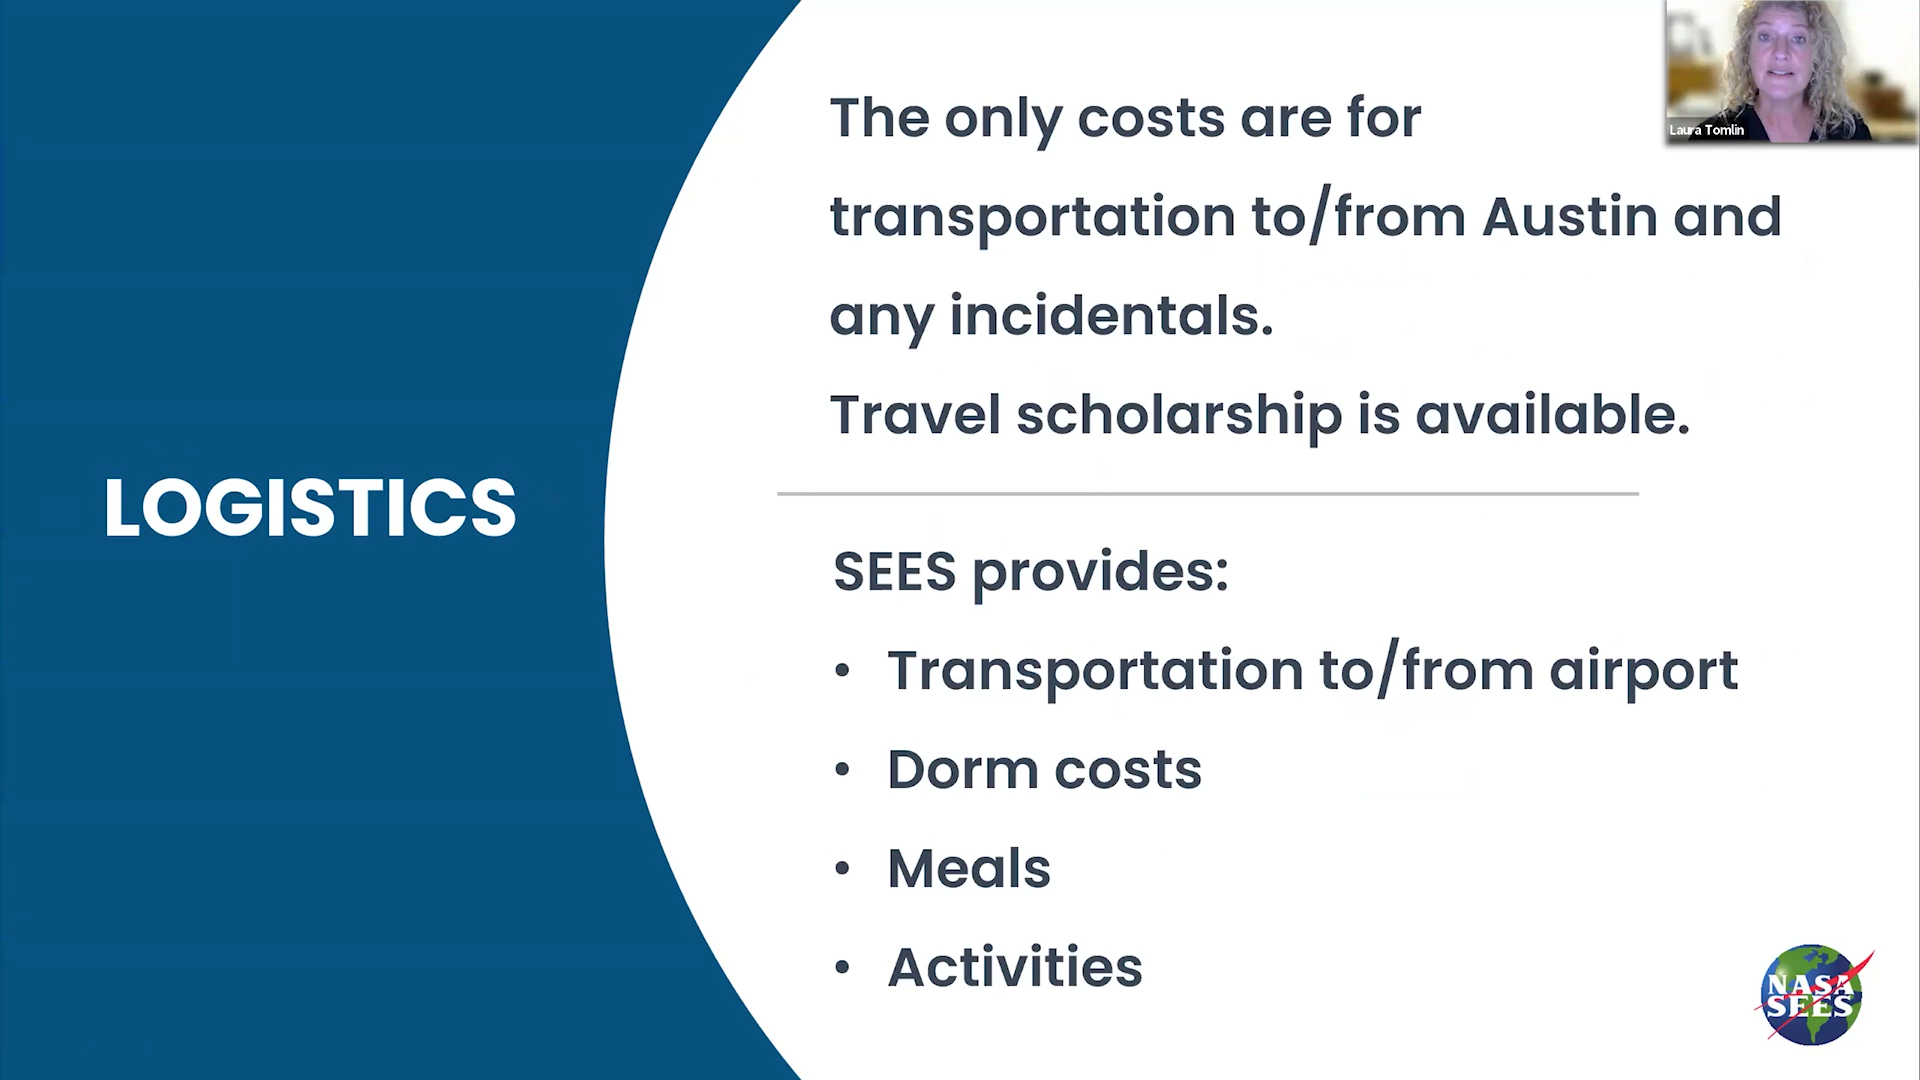 Laura Tomlin
The only costs are for
transportation to/from Austin and
any incidentals.
Travel scholarship is available.
LOGISTICS
SEES provides:
• Transportation to/from airport
• Dorm costs
• Meals
• Activities
NASA
SEES